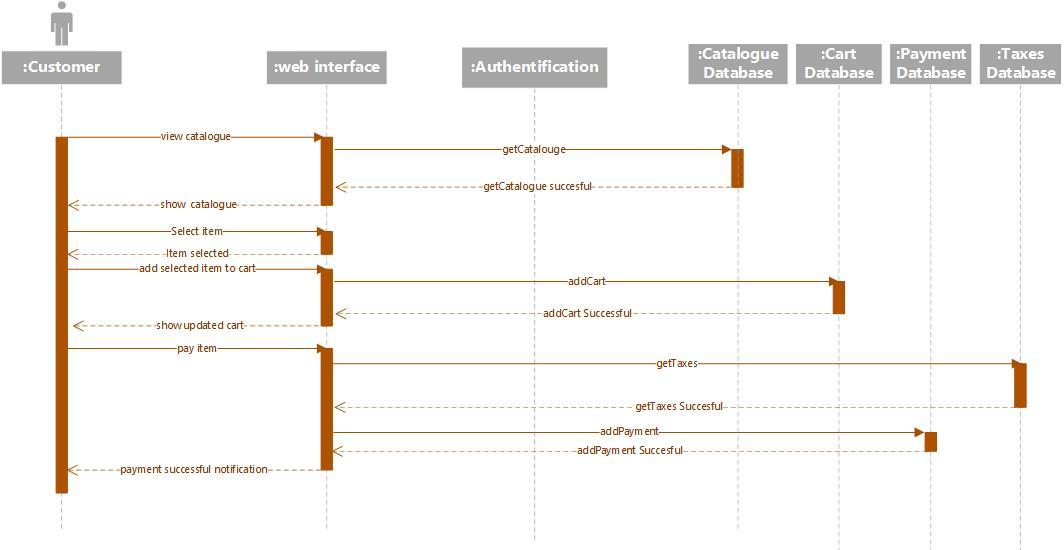 :Customer
:web interface
:Authentification
:Catalogue
Database
:Cart
Database
:Payment
Database
:Taxes
Database
view catalogue
getCatalouge
getCatalogue succesful
show catalogue
Select item
Item selected
add selected item to cart
addCart
addCart Successful
show updated cart
pay item
getTaxes
getTaxes Succesful
addPayment
addPayment Succesful
payment successful notification